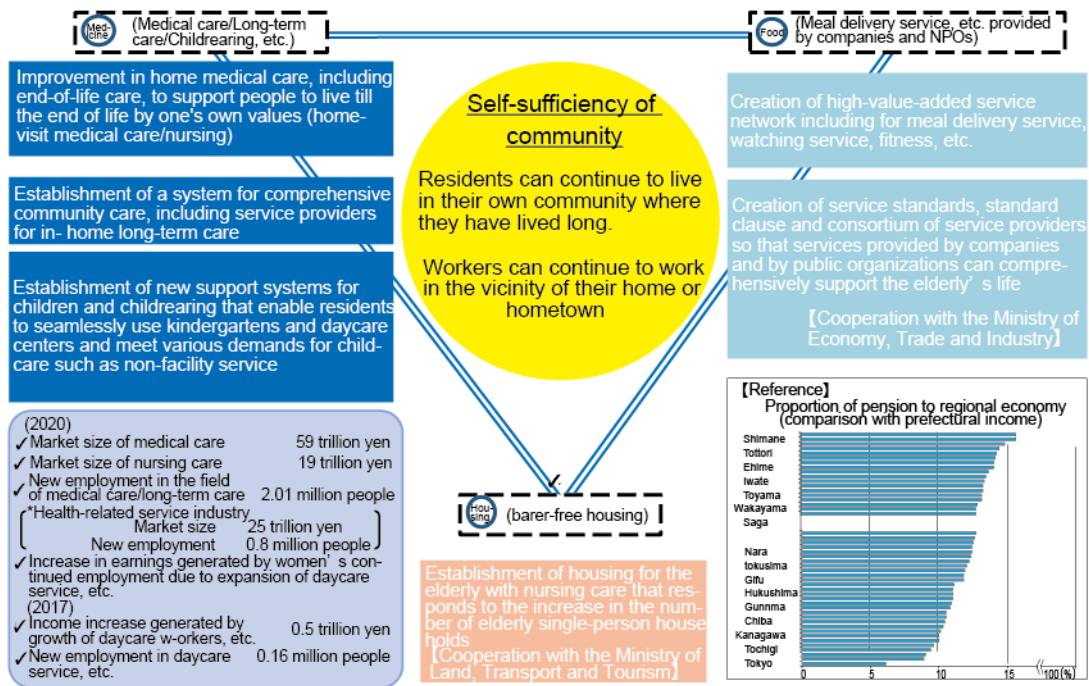 Med-
icine
(Medical care/Long-term
care/Childrearing, etc.)
Food
(Meal delivery service, etc. provided
by companies and NPOs)
Improvement in home medical care, including
end-of-life care, to support people to live till
the end of life by one's own values (home-
visit medical care/nursing)
Establishment of a system for comprehensive
community care, including service providers
for in- home long-term care
Establishment of new support systems for
children and childrearing that enable residents
to seamlessly use kindergartens and daycare
centers and meet various demands for child-
care such as non-facility service
Self-sufficiency of
community
Residents can continue to live
in their own community where
they have lived long.
Workers can continue to work
in the vicinity of their home or
hometown
Creation of high-value-added service
network including for meal delivery service,
watching service, fitness, etc.
Creation of service standards, standard
clause and consortium of service providers
so that services provided by companies
and by public organizations can compre-
hensively support the elderly's life
【Cooperation with the Ministry of
Economy, Trade and Industry】
(2020)
✓Market size of medical care 59 trillion yen
✓Market size of nursing care 19 trillion yen
✓New employment in the field
of medical care/long-term care 2.01 million people
*Health-related service industry
Market size 25 trillion yen
New employment 0.8 million people
✓Increase in earnings generated by women's con-
tinued employment due to expansion of daycare
service, etc.
(2017)
✓Income increase generated by
growth of daycare w-orkers, etc. 0.5 trillion yen
✓New employment in daycare
service, etc. 0.16 million people
✓
Hou-
sing
(barer-free housing)
Establishment of housing for the
elderly with nursing care that res-
ponds to the increase in the num-
ber of elderly single-person house
holds
【Cooperation with the Ministry of
Land, Transport and Tourism】
【Reference】
Proportion of pension to regional economy
(comparison with prefectural income)
Shimane
Tottori
Ehime
Iwate
Toyama
Wakayama
Saga
Nara
tokusima
Gifu
Hukushima
Gunnma
Chiba
Kanagawa
Tochigi
Tokyo
0 5 10 15 100 (%)